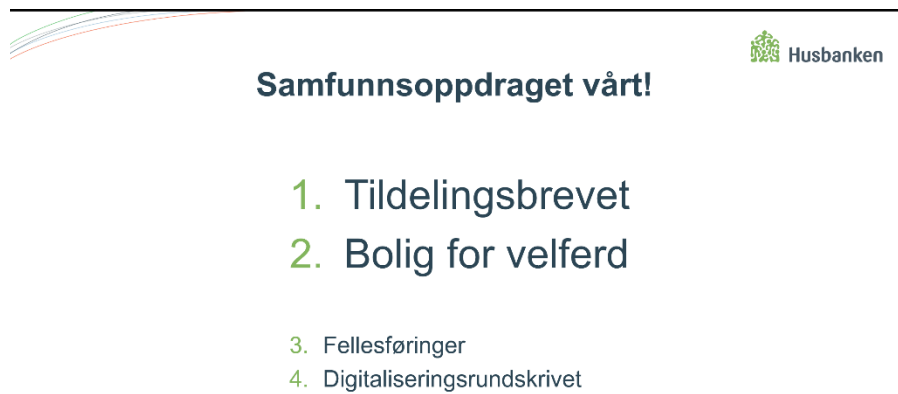 Husbanken
Samfunnsoppdraget vårt!
1. Tildelingsbrevet
2. Bolig for velferd
3. Fellesføringer
4. Digitaliseringsrundskrivet